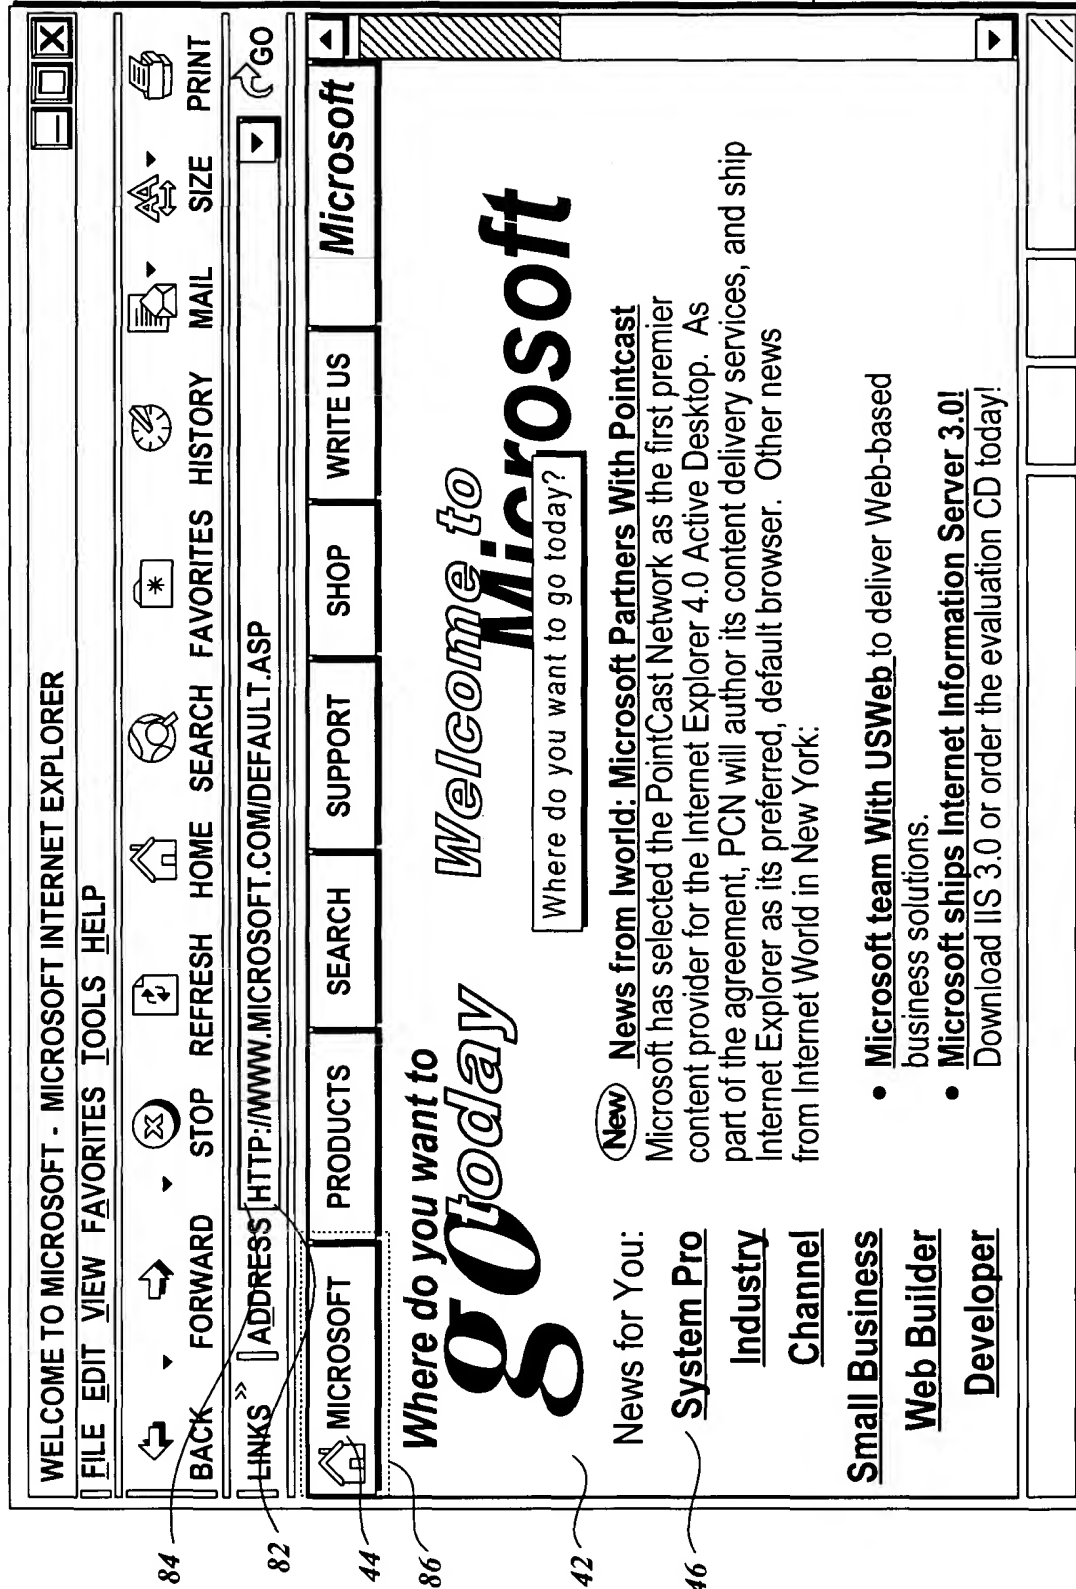 WELCOME TO MICROSOFT - MICROSOFT INTERNET EXPLORER
FILE EDIT VIEW FAVORITES TOOLS HELP
BACK FORWARD STOP REFRESH HOME SEARCH FAVORITES HISTORY MAIL SIZE PRINT
LINKS » ADDRESS HTTP://WWW.MICROSOFT.COM/DEFAULT.ASP GO
MICROSOFT PRODUCTS SEARCH SUPPORT SHOP WRITE US Microsoft
Where do you want to
go today
Welcome to
Microsoft
Where do you want to go today?
News for You:
System Pro
Industry
Channel
Small Business
Web Builder
Developer
New News from Iworld: Microsoft Partners With Pointcast
Microsoft has selected the PointCast Network as the first premier
content provider for the Internet Explorer 4.0 Active Desktop. As
part of the agreement, PCN will author its content delivery services, and ship
Internet Explorer as its preferred, default browser. Other news
from Internet World in New York:
• Microsoft team With USWeb to deliver Web-based
business solutions.
• Microsoft ships Internet Information Server 3.0!
Download IIS 3.0 or order the evaluation CD today!
84
82
44
86
42
46